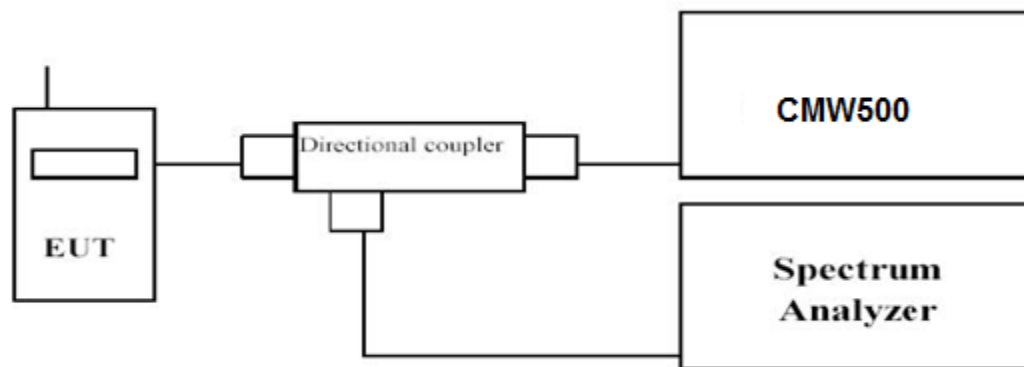 CMW500
Directional coupler
EUT
Spectrum
Analyzer